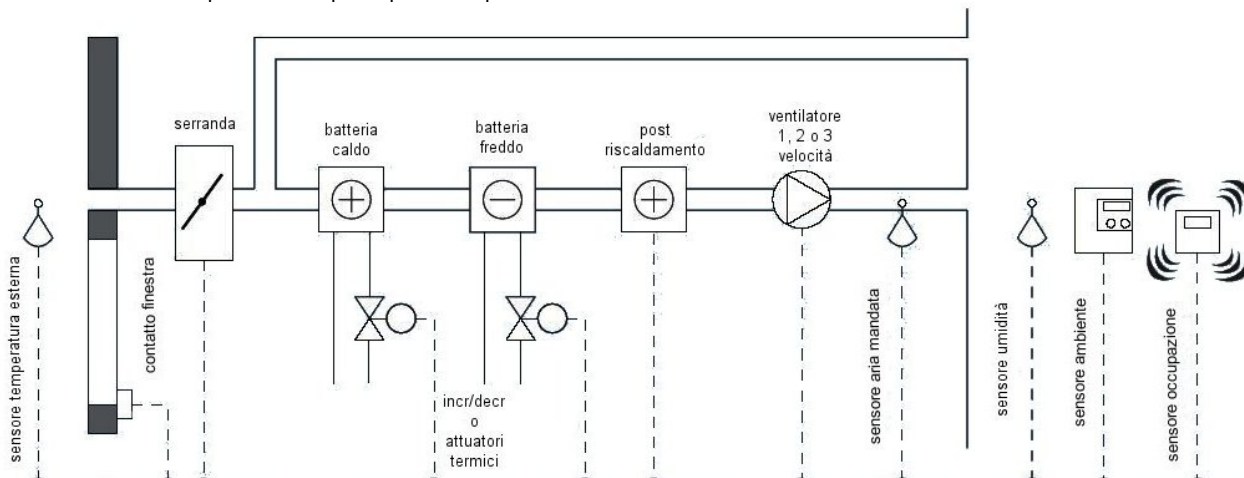 serranda
batteria
caldo
batteria
freddo
post
riscaldamento
ventilatore
1, 2 o 3
velocità
sensore temperatura esterna
contatto finestra
incr/decr
o
attuatori
termici
sensore aria mandata
sensore umidità
sensore ambiente
sensore occupazione